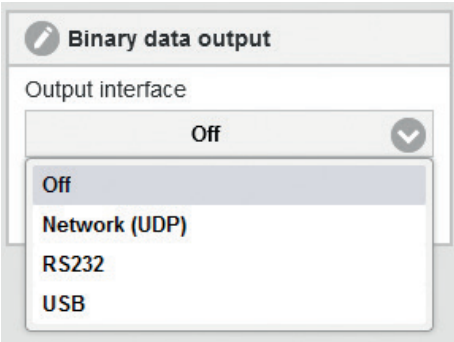 Binary data output
Output interface
Off
Off
Network (UDP)
RS232
USB